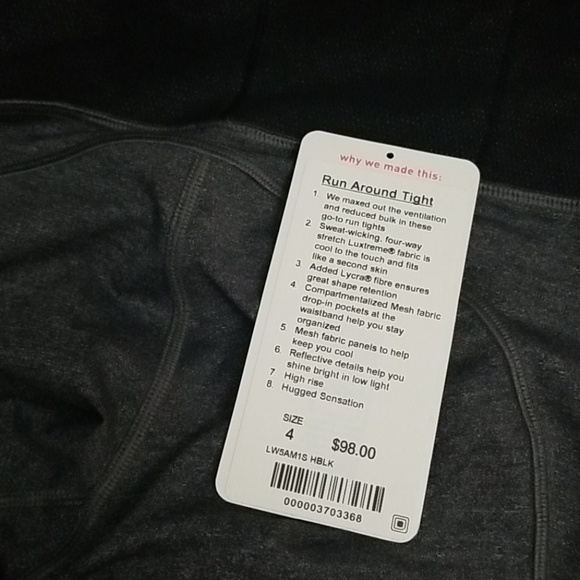 why we made this:
Run Around Tight
1. We maxed out the ventilation
and reduced bulk in these
go-to run tights
2. Sweat-wicking, four-way
stretch Luxtreme® fabric is
cool to the touch and fits
like a second skin
3. Added Lycra® fibre ensures
great shape retention
4 Compartmentalized Mesh fabric
drop-in pockets at the
waistband help you stay
organized
5. Mesh fabric panels to help
keep you cool
6. Reflective details help you
shine bright in low light
7 High rise
8. Hugged Sensation
SIZE
4 $98.00
LW5AM1S HBLK
000003703368